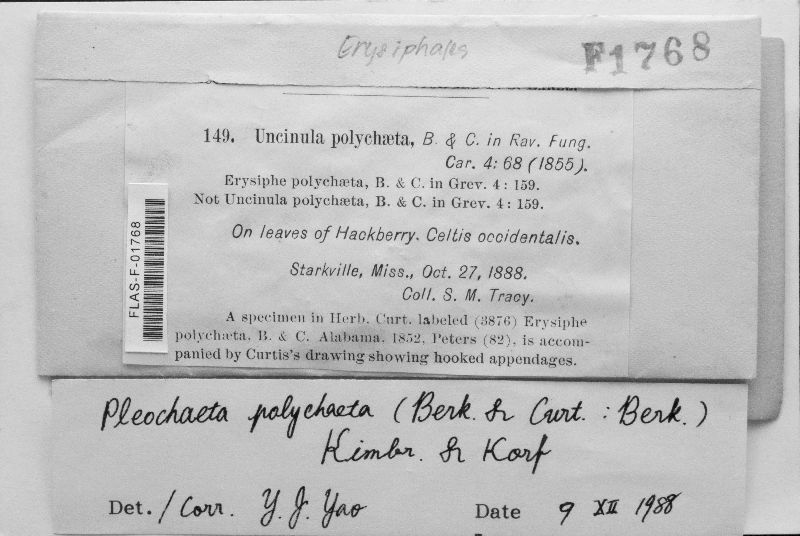 Erysiphales
F1768
149. Uncinula polychæta, B. & C. in Rav. Fung.
Car. 4: 68 (1855).
Erysiphe polychæta, B. & C. in Grev. 4: 159.
Not Uncinula polychæta, B. & C. in Grev. 4: 159.
On leaves of Hackberry. Celtis occidentalis.
Starkville, Miss., Oct. 27, 1888.
Coll. S. M. Tracy.
A specimen in Herb. Curt. labeled (3876) Erysiphe
polychæta, B. & C. Alabama, 1852, Peters (82), is accom-
panied by Curtis's drawing showing hooked appendages.
FLAS-F-01768
Pleochaeta polychaeta (Berk. & Curt. : Berk.)
Kimbr. & Korf
Det./Corr. Y. J. Yao Date 9 XII 1988